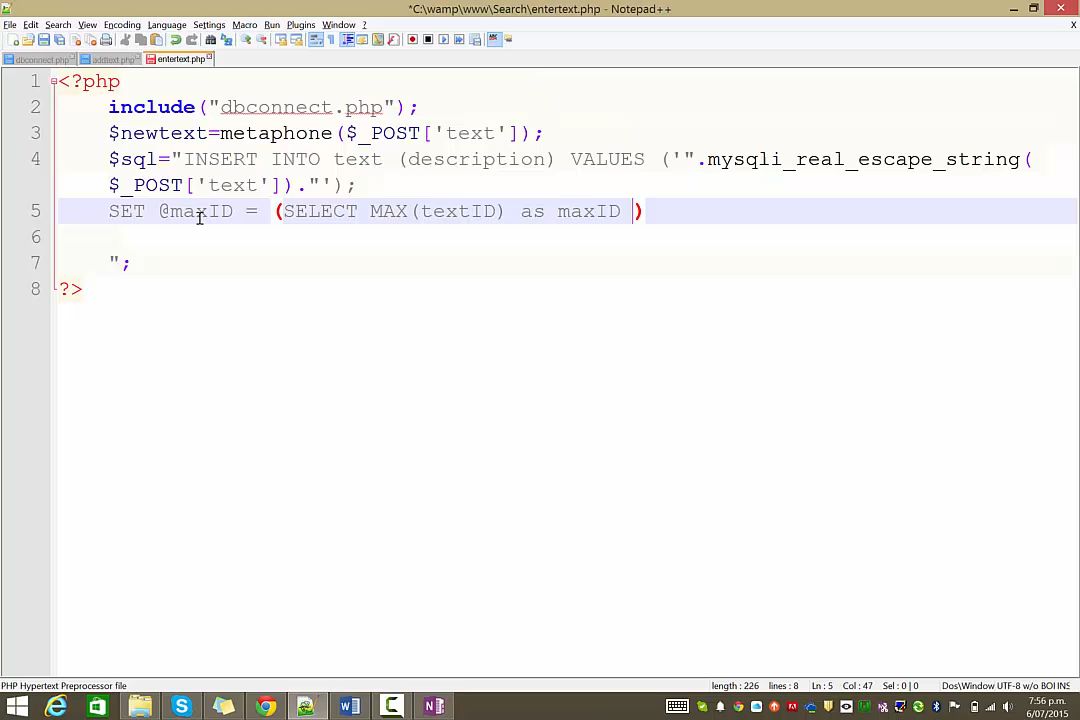 *C:\wamp\www\Search\entertext.php - Notepad++
File Edit Search View Encoding Language Settings Macro Run Plugins Window ?
X
dbconnect.php addtext.php entertext.php
1 <?php
2 include("dbconnect.php");
3 $newtext=metaphone($_POST['text']);
4 $sql="INSERT INTO text (description) VALUES ('".mysqli_real_escape_string(
$_POST['text'])."');
5 SET @maxID = (SELECT MAX(textID) as maxID )
6
7 ";
8 ?>
PHP Hypertext Preprocessor file length : 226 lines : 8 Ln : 5 Col : 47 Sel : 0 | 0 Dos\Windows UTF-8 w/o BOM INS
7:56 p.m.
6/07/2015